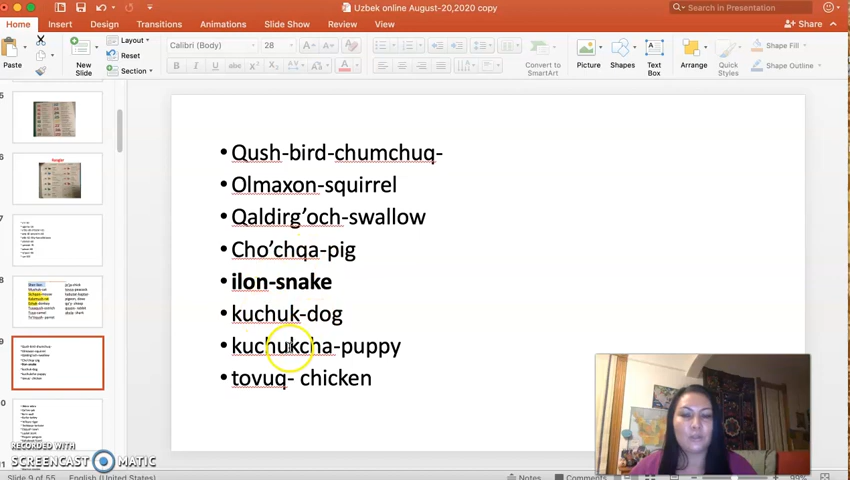 Uzbek online August-20,2020 copy
Search in Presentation
Home Insert Draw Design Transitions Animations Slide Show Review View
Share
Paste
New
Slide
Layout
Reset
Section
Calibri (Body)
28
Convert to
SmartArt
Picture
Shapes
Text
Box
Arrange
Quick
Styles
Shape Fill
Shape Outline
• Qush-bird-chumchuq-
• Olmaxon-squirrel
• Qaldirg’och-swallow
• Cho’chqa-pig
• ilon-snake
• kuchuk-dog
• kuchukcha-puppy
• tovuq- chicken
RECORDED WITH
SCREENCAST MATIC
Slide 9 of 55 English (United States)
Notes
Comments
99%